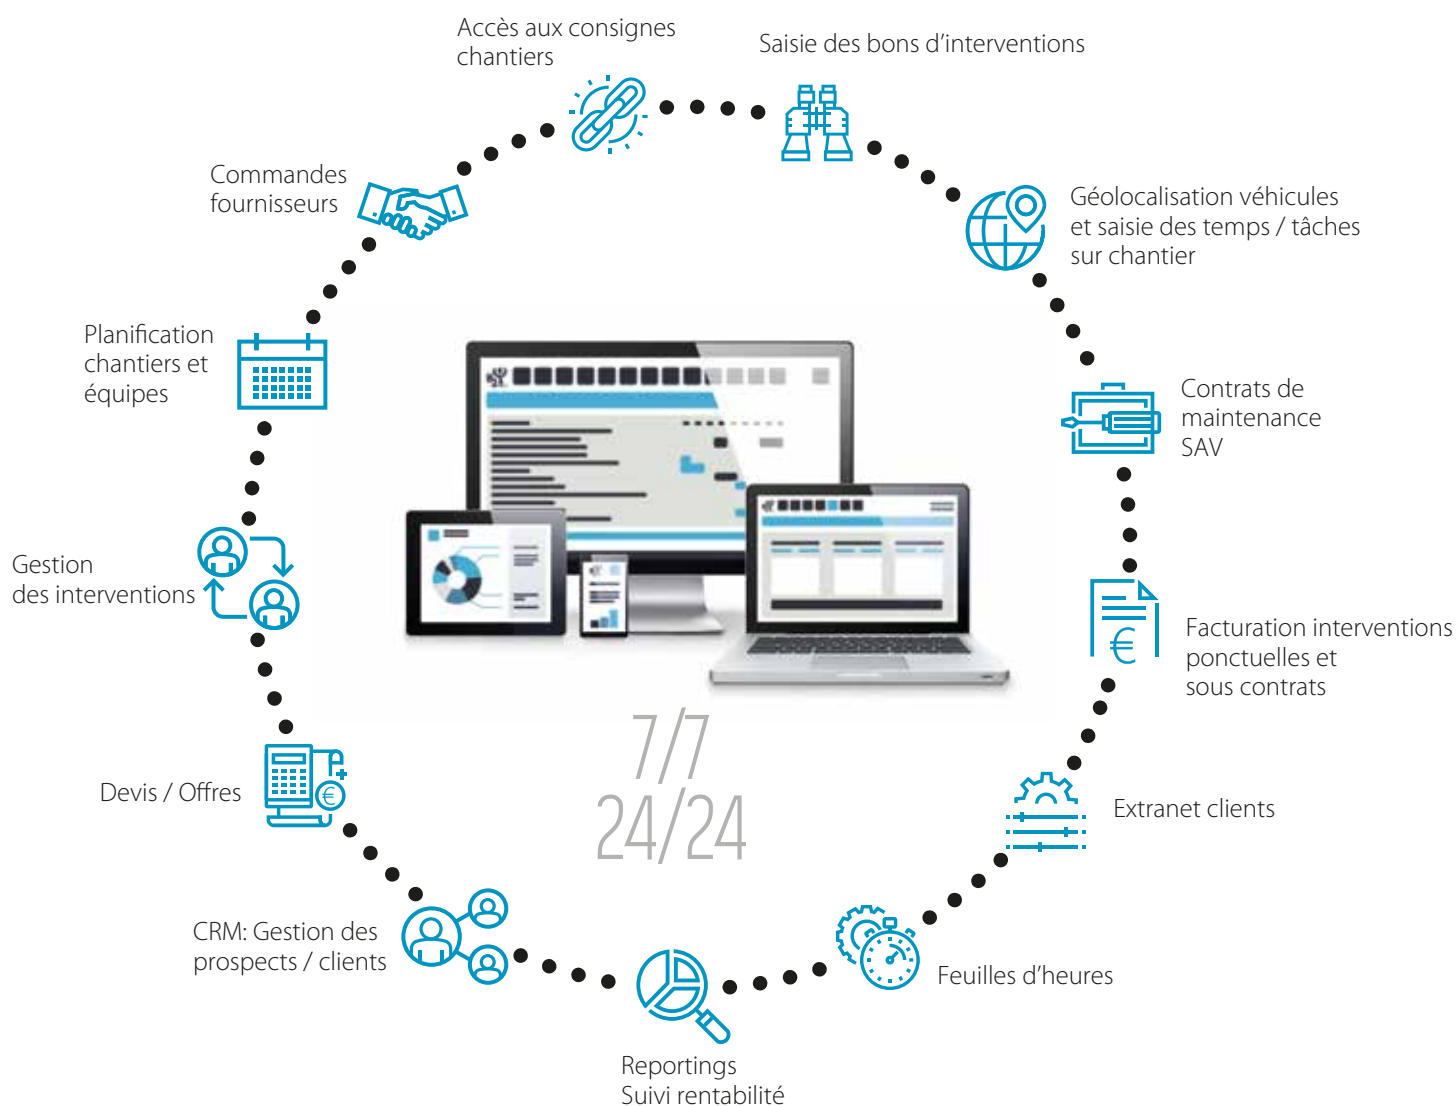 Accès aux consignes
chantiers
Saisie des bons d’interventions
Commandes
fournisseurs
Géolocalisation véhicules
et saisie des temps / tâches
sur chantier
Planification
chantiers et
équipes
Contrats de
maintenance
SAV
Gestion
des interventions
€
Facturation interventions
ponctuelles et
sous contrats
7/7
24/24
Devis / Offres
€
Extranet clients
CRM: Gestion des
prospects / clients
Feuilles d’heures
Reportings
Suivi rentabilité